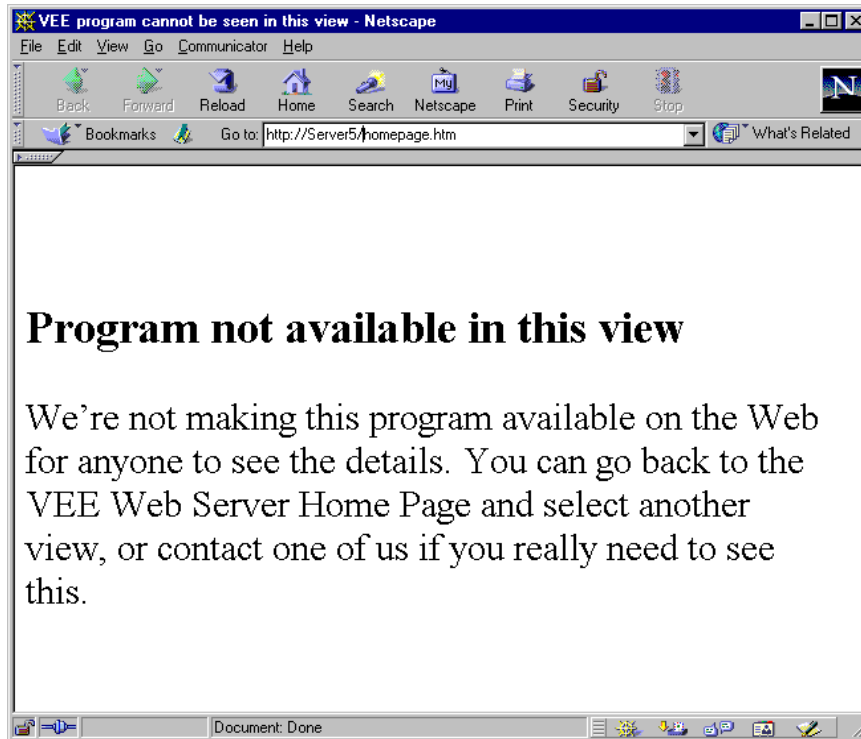 VEE program cannot be seen in this view - Netscape
File Edit View Go Communicator Help
My
N
Back Forward Reload Home Search Netscape Print Security Stop
Bookmarks Go to: http://Server5/homepage.htm What's Related
Program not available in this view
We're not making this program available on the Web
for anyone to see the details. You can go back to the
VEE Web Server Home Page and select another
view, or contact one of us if you really need to see
this.
Document: Done